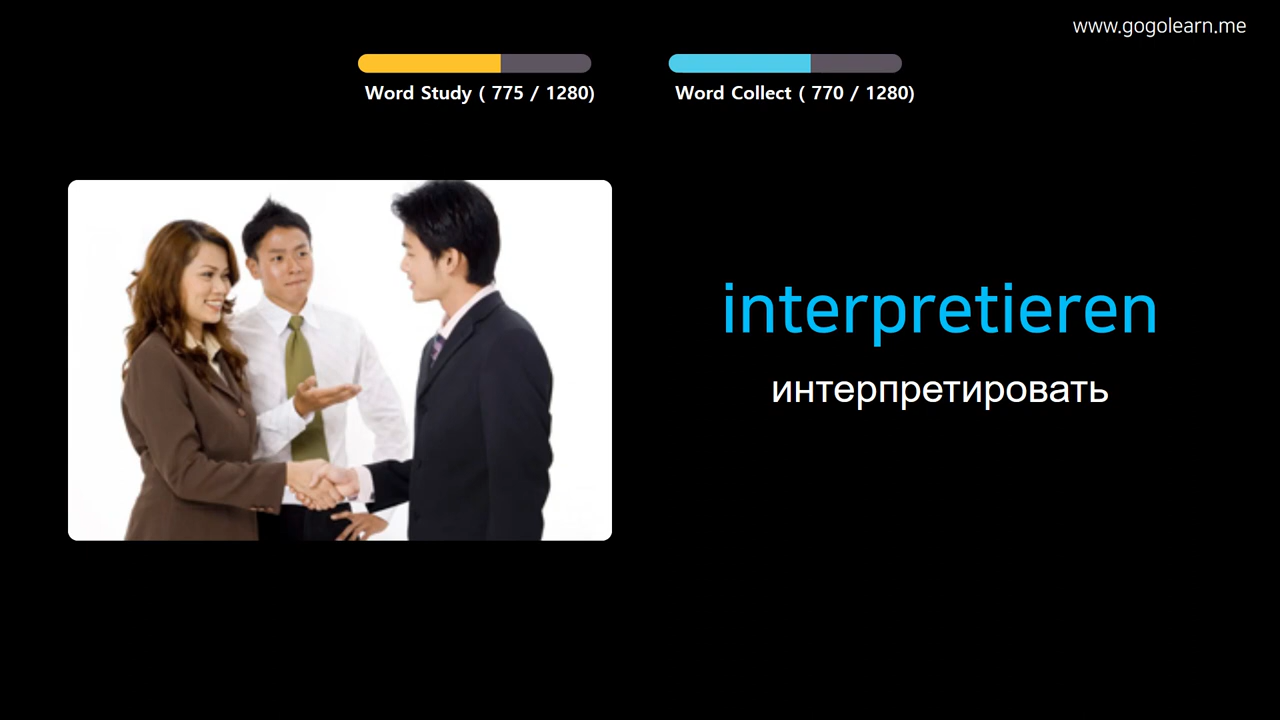 www.gogolearn.me
Word Study ( 775 / 1280)
Word Collect ( 770 / 1280)
interpretieren
интерпретировать